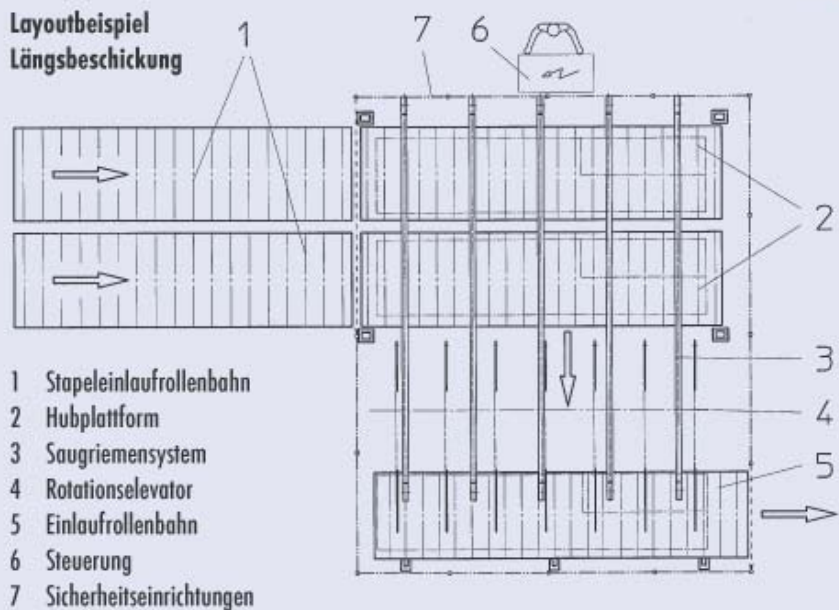 Layoutbeispiel
Längsbeschickung
1
6
7
2
3
4
5
1 Stapeleinlaufrollenbahn
2 Hubplattform
3 Saugriemensystem
4 Rotationselevator
5 Einlaufrollenbahn
6 Steuerung
7 Sicherheitseinrichtungen